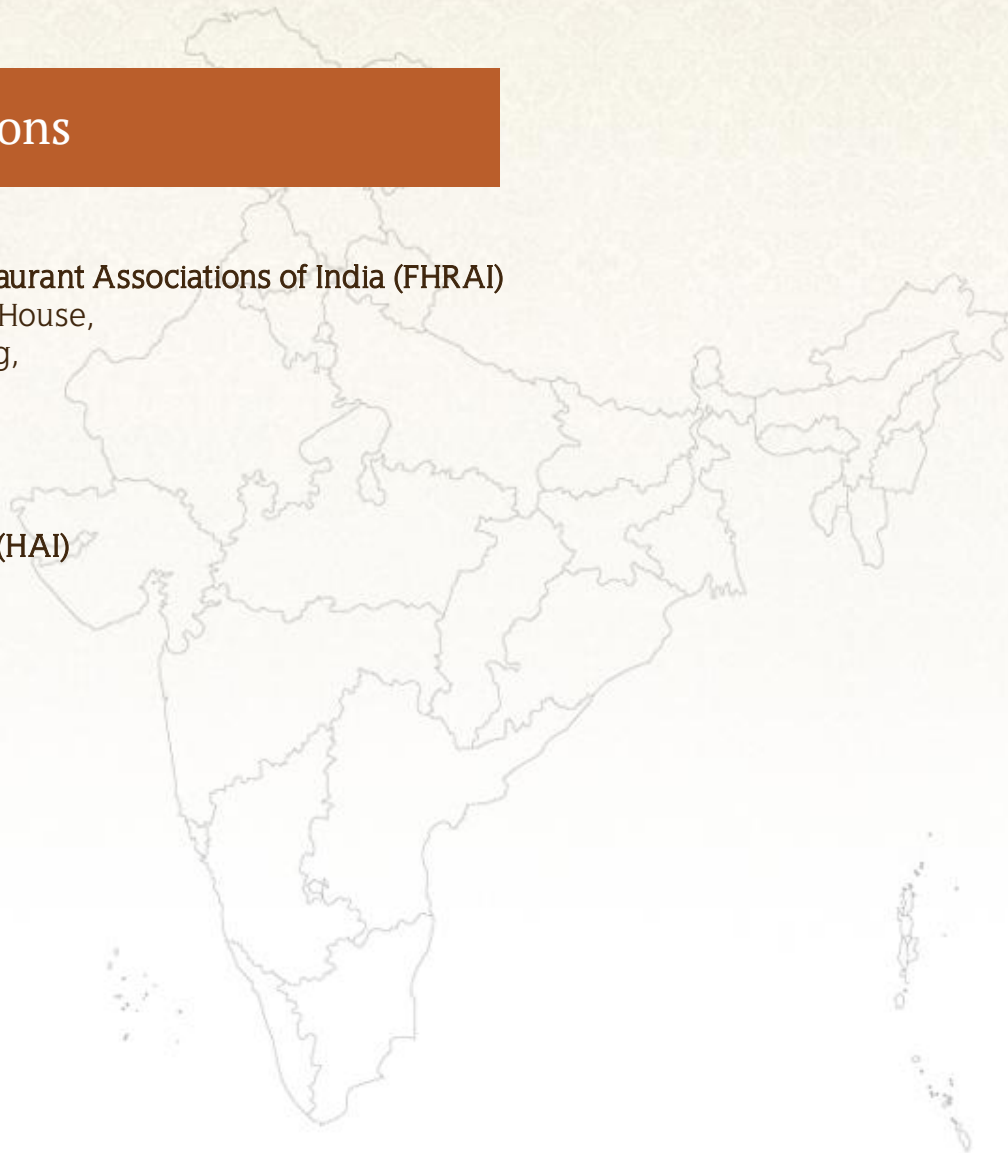 ons
aurant Associations of India (FHRAI)
House,
g,
(HAI)